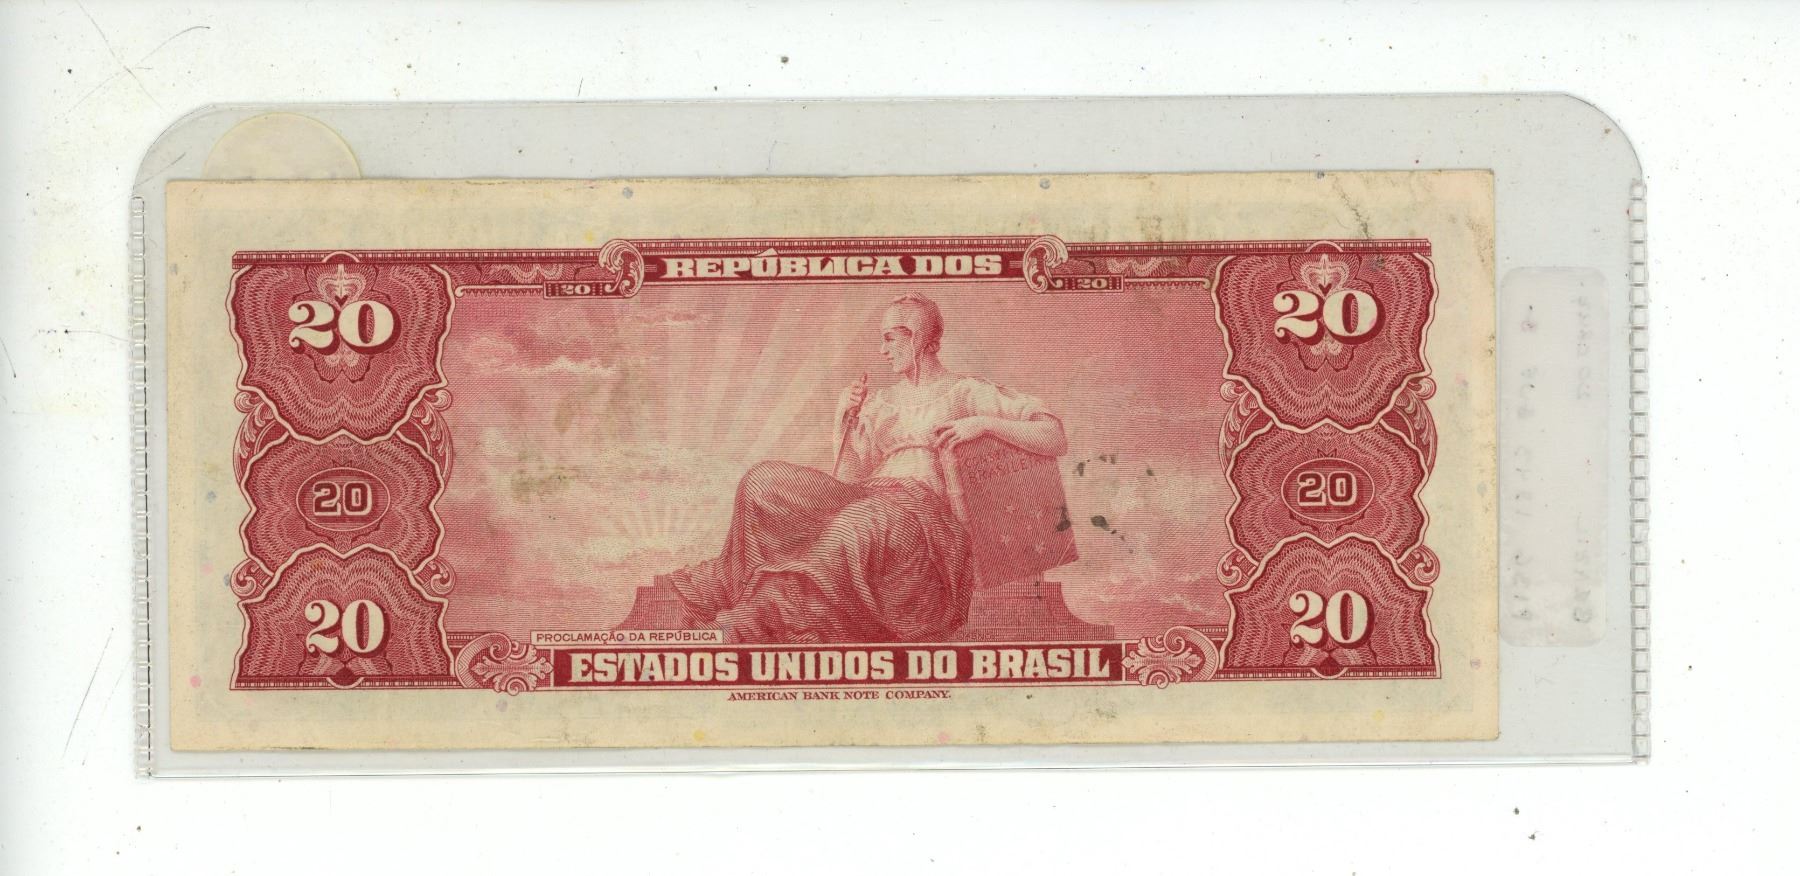 REPÚBLICA DOS
20 20
20 20
20 20
20 20
PROCLAMAÇÃO DA REPÚBLICA
ESTADOS UNIDOS DO BRASIL
AMERICAN BANK NOTE COMPANY.